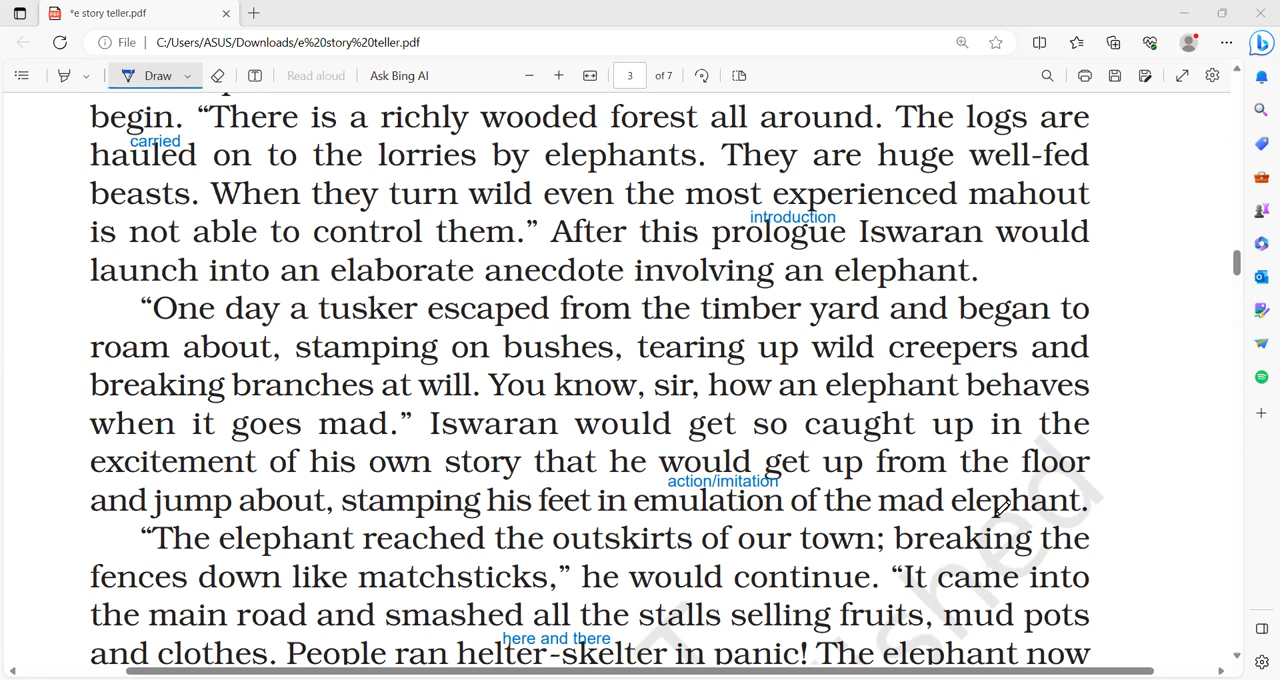 *e story teller.pdf
File C:/Users/ASUS/Downloads/e%20story%20teller.pdf
Draw Read aloud Ask Bing AI 3 of 7
begin. “There is a richly wooded forest all around. The logs are
carried
hauled on to the lorries by elephants. They are huge well-fed
beasts. When they turn wild even the most experienced mahout
introduction
is not able to control them.” After this prologue Iswaran would
launch into an elaborate anecdote involving an elephant.
“One day a tusker escaped from the timber yard and began to
roam about, stamping on bushes, tearing up wild creepers and
breaking branches at will. You know, sir, how an elephant behaves
when it goes mad.” Iswaran would get so caught up in the
excitement of his own story that he would get up from the floor
action/imitation
and jump about, stamping his feet in emulation of the mad elephant.
“The elephant reached the outskirts of our town; breaking the
fences down like matchsticks,” he would continue. “It came into
the main road and smashed all the stalls selling fruits, mud pots
here and there
and clothes. People ran helter-skelter in panic! The elephant now